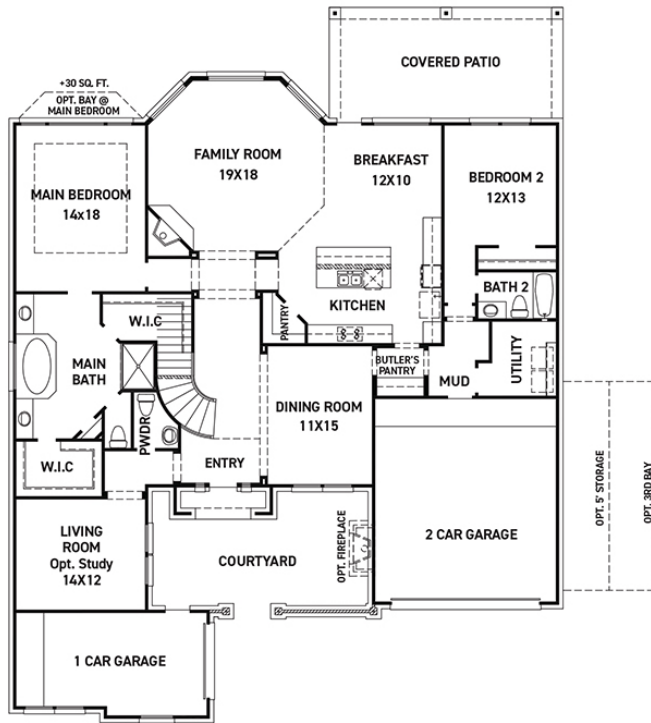 COVERED PATIO
+30 SQ. FT.
OPT. BAY @
MAIN BEDROOM
FAMILY ROOM
19X18
BREAKFAST
12X10
BEDROOM 2
12X13
MAIN BEDROOM
14x18
KITCHEN
BATH 2
W.I.C
PANTRY
MAIN
BATH
BUTLER'S
PANTRY
MUD
UTILITY
PWDR
DINING ROOM
11X15
ENTRY
W.I.C
LIVING
ROOM
Opt. Study
14X12
COURTYARD
OPT. FIREPLACE
2 CAR GARAGE
OPT. 5' STORAGE
OPT. 3RD BAY
1 CAR GARAGE